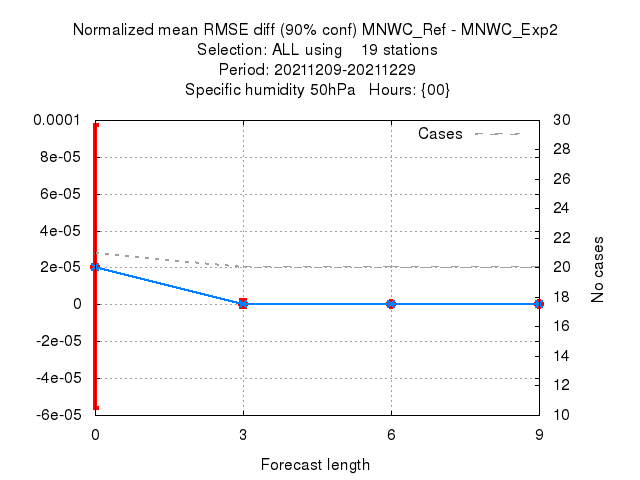 Normalized mean RMSE diff (90% conf) MNWC_Ref - MNWC_Exp2
Selection: ALL using    19 stations
Period: 20211209-20211229
Specific humidity 50hPa   Hours: {00}
Cases
0.0001
8e-05
6e-05
4e-05
2e-05
0
-2e-05
-4e-05
-6e-05
30
28
26
24
22
20
18
16
14
12
10
No cases
0 3 6 9
Forecast length